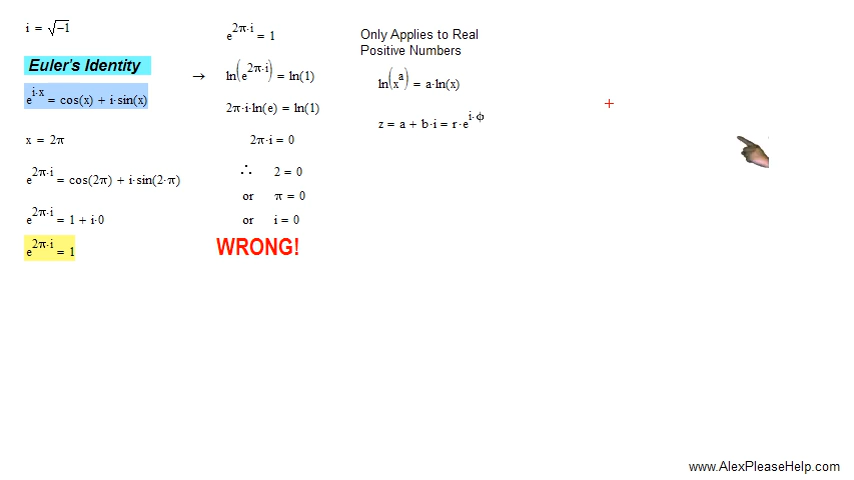 i = √-1
Euler's Identity
e^{i·x} = cos(x) + i·sin(x)
x = 2π
e^{2π·i} = cos(2π) + i·sin(2·π)
e^{2π·i} = 1 + i·0
e^{2π·i} = 1
→
e^{2π·i} = 1
ln(e^{2π·i}) = ln(1)
2π·i·ln(e) = ln(1)
2π·i = 0
∴ 2 = 0
or π = 0
or i = 0
WRONG!
Only Applies to Real
Positive Numbers
ln(x^a) = a·ln(x)
z = a + b·i = r·e^{i·ϕ}
+
www.AlexPleaseHelp.com